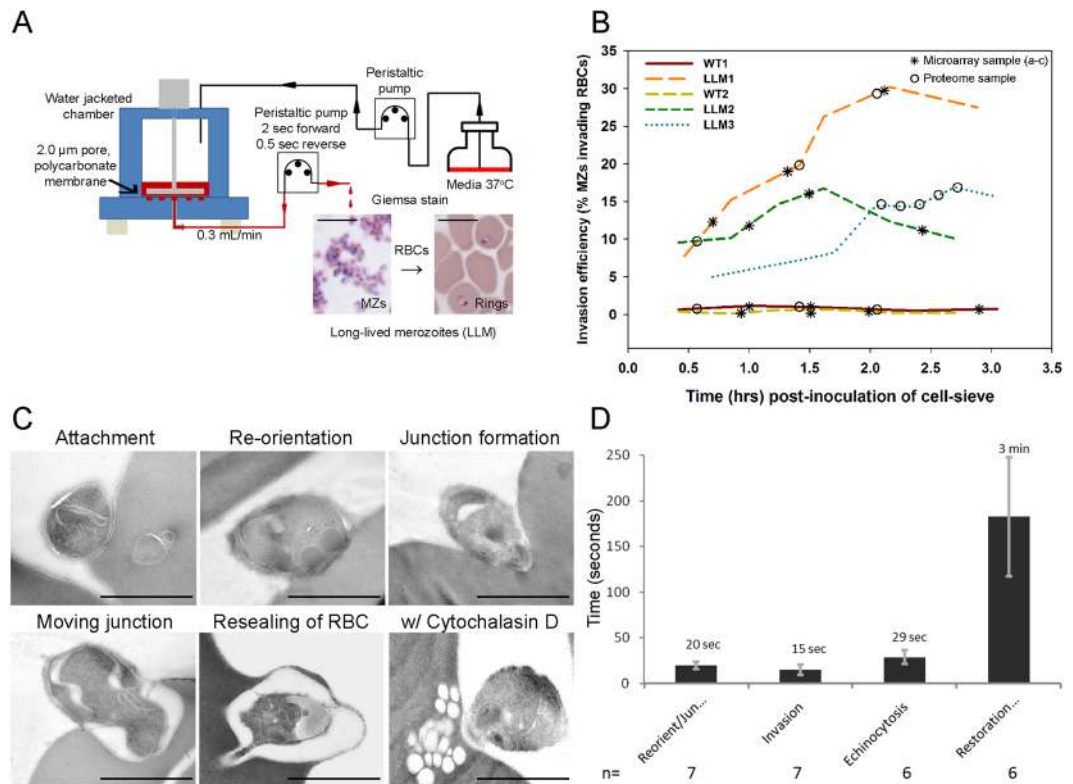 A
Water jacketed
chamber
2.0 µm pore,
polycarbonate
membrane
Peristaltic pump
2 sec forward
0.5 sec reverse
Peristaltic
pump
Media 37°C
0.3 mL/min
Giemsa stain
RBCs
MZs
Rings
Long-lived merozoites (LLM)
B
Invasion efficiency (% MZs invading RBCs)
35
30
25
20
15
10
5
0
WT1
LLM1
WT2
LLM2
LLM3
Microarray sample (a-c)
Proteome sample
0.0 0.5 1.0 1.5 2.0 2.5 3.0 3.5
Time (hrs) post-inoculation of cell-sieve
C
Attachment
Re-orientation
Junction formation
Moving junction
Resealing of RBC
w/ Cytochalasin D
D
Time (seconds)
250
200
150
100
50
0
20 sec
15 sec
29 sec
3 min
Reorient/Jun...
Invasion
Echinocytosis
Restoration...
n= 7 7 6 6